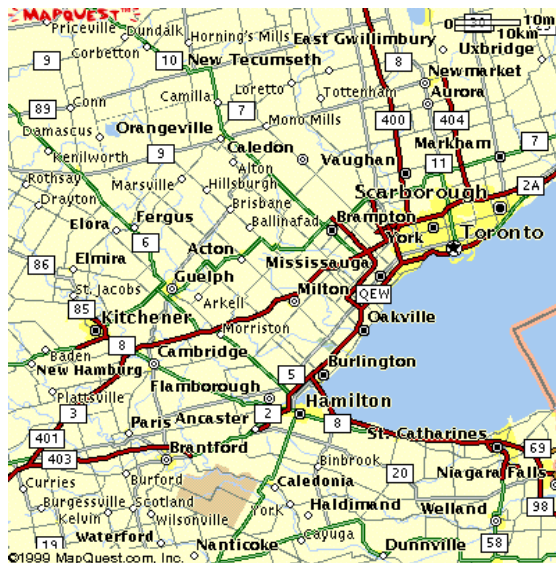 MAPQUEST™
30
10mi
10km
Priceville
Dundalk
Horning's Mills
East Gwillimbury
Corbetton
Uxbridge
9
10
New Tecumseth
8
Newmarket
Loretto
Aurora
89
Conn
Camilla
7
Tottenham
400
404
Damascus
Orangeville
Mono Mills
Markham
7
Kenilworth
9
Caledon
Vaughan
11
Rothsay
Marsville
Alton
Hillsburgh
Scarborough
2A
Drayton
Fergus
Brisbane
Brampton
Elora
Ballinafad
York
Toronto
6
Acton
Mississauga
86
Elmira
Guelph
St. Jacobs
Arkell
Milton
QEW
85
Kitchener
Morriston
Oakville
Baden
8
Cambridge
New Hamburg
5
Burlington
Plattsville
Flamborough
Hamilton
3
Paris
Ancaster
2
8
St. Catharines
401
69
403
Brantford
Binbrook
20
Niagara Falls
Curries
Burford
Caledonia
98
Burgessville
Scotland
York
Haldimand
Welland
Kelvin
Wilsonville
19
Waterford
Cayuga
58
Nanticoke
Dunnville
©1999 MapQuest.com, Inc.